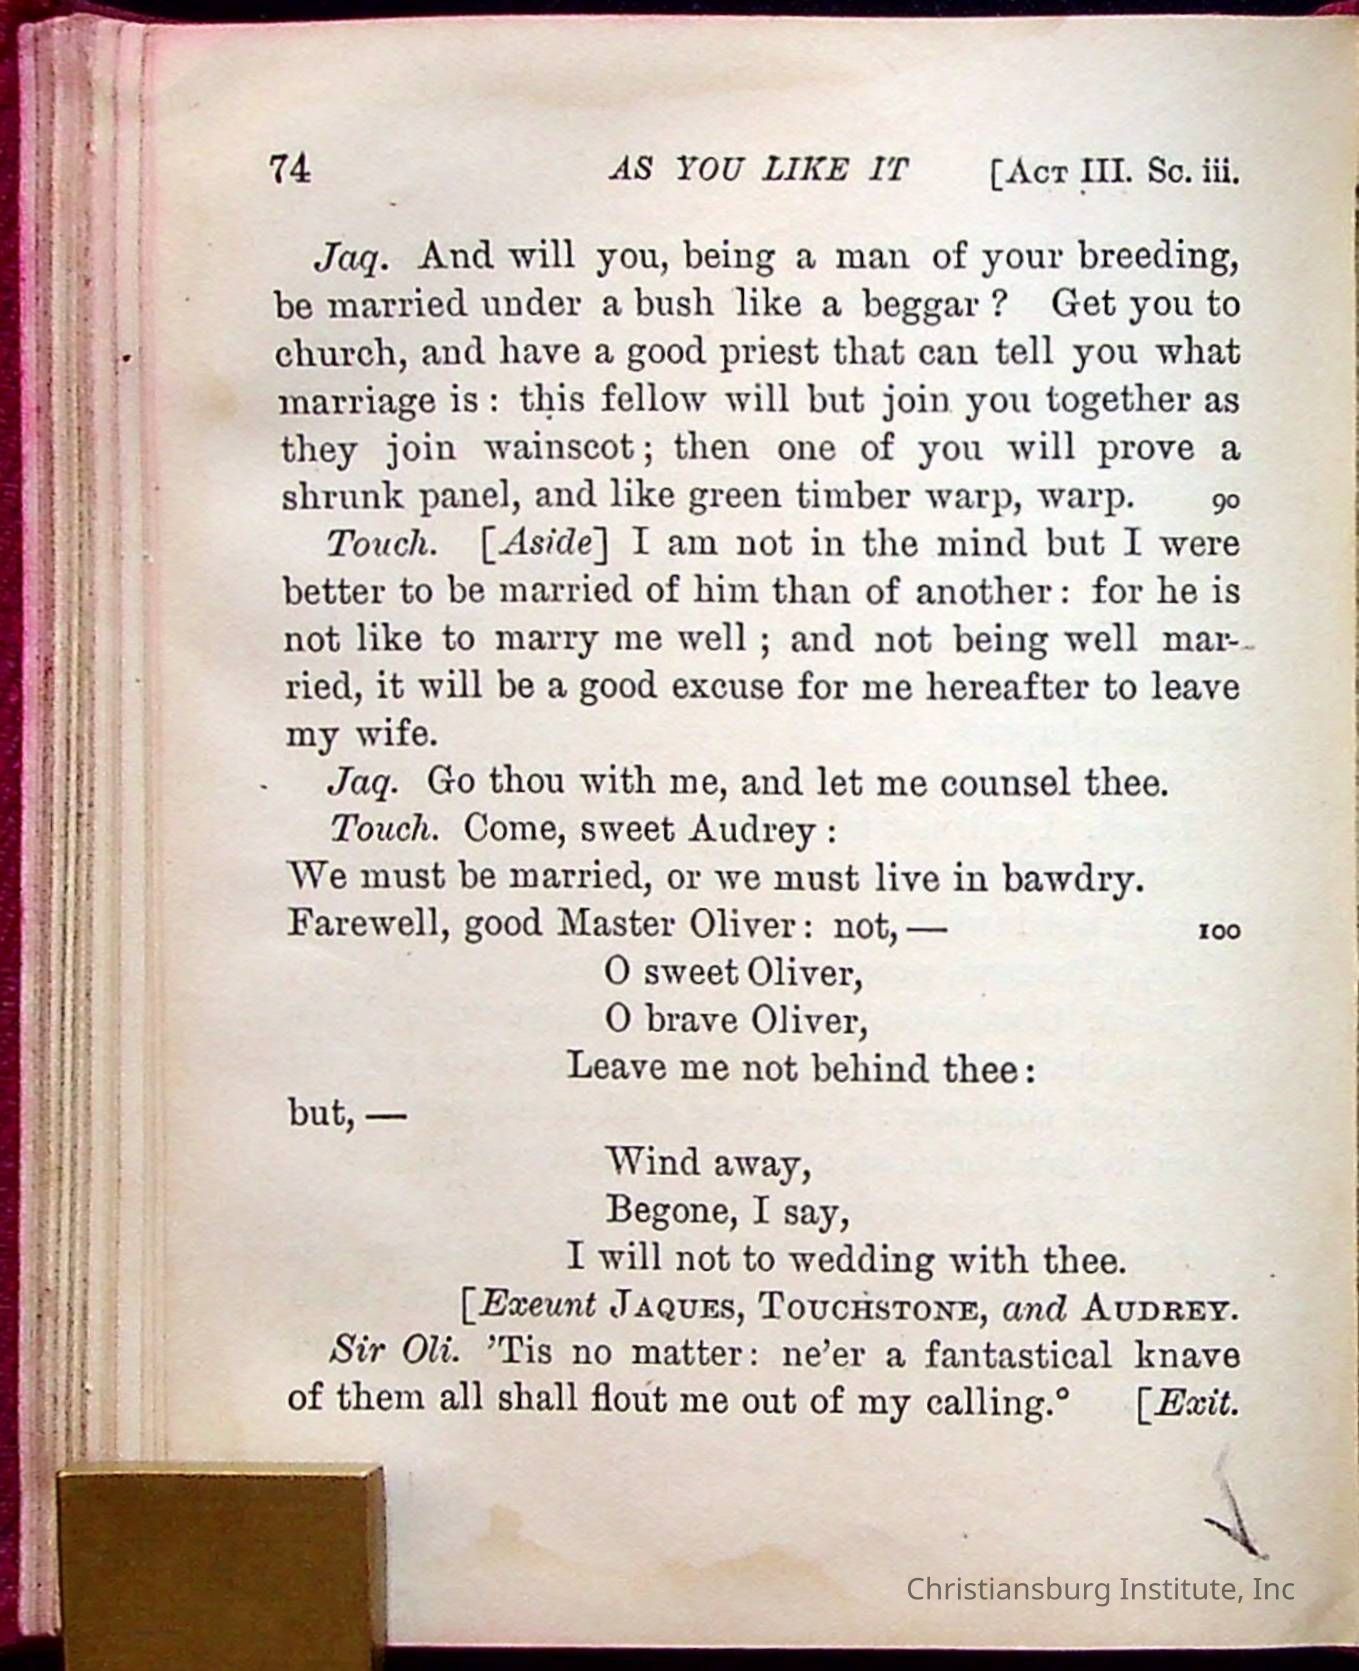 74 AS YOU LIKE IT [ACT III. Sc. iii.
Jaq. And will you, being a man of your breeding,
be married under a bush like a beggar ? Get you to
church, and have a good priest that can tell you what
marriage is : this fellow will but join you together as
they join wainscot ; then one of you will prove a
shrunk panel, and like green timber warp, warp. 90
Touch. [Aside] I am not in the mind but I were
better to be married of him than of another : for he is
not like to marry me well ; and not being well mar-
ried, it will be a good excuse for me hereafter to leave
my wife.
Jaq. Go thou with me, and let me counsel thee.
Touch. Come, sweet Audrey :
We must be married, or we must live in bawdry.
Farewell, good Master Oliver : not, — 100
O sweet Oliver,
O brave Oliver,
Leave me not behind thee :
but, —
Wind away,
Begone, I say,
I will not to wedding with thee.
[Exeunt JAQUES, TOUCHSTONE, and AUDREY.
Sir Oli. ’Tis no matter : ne’er a fantastical knave
of them all shall flout me out of my calling.° [Exit.
Christiansburg Institute, Inc